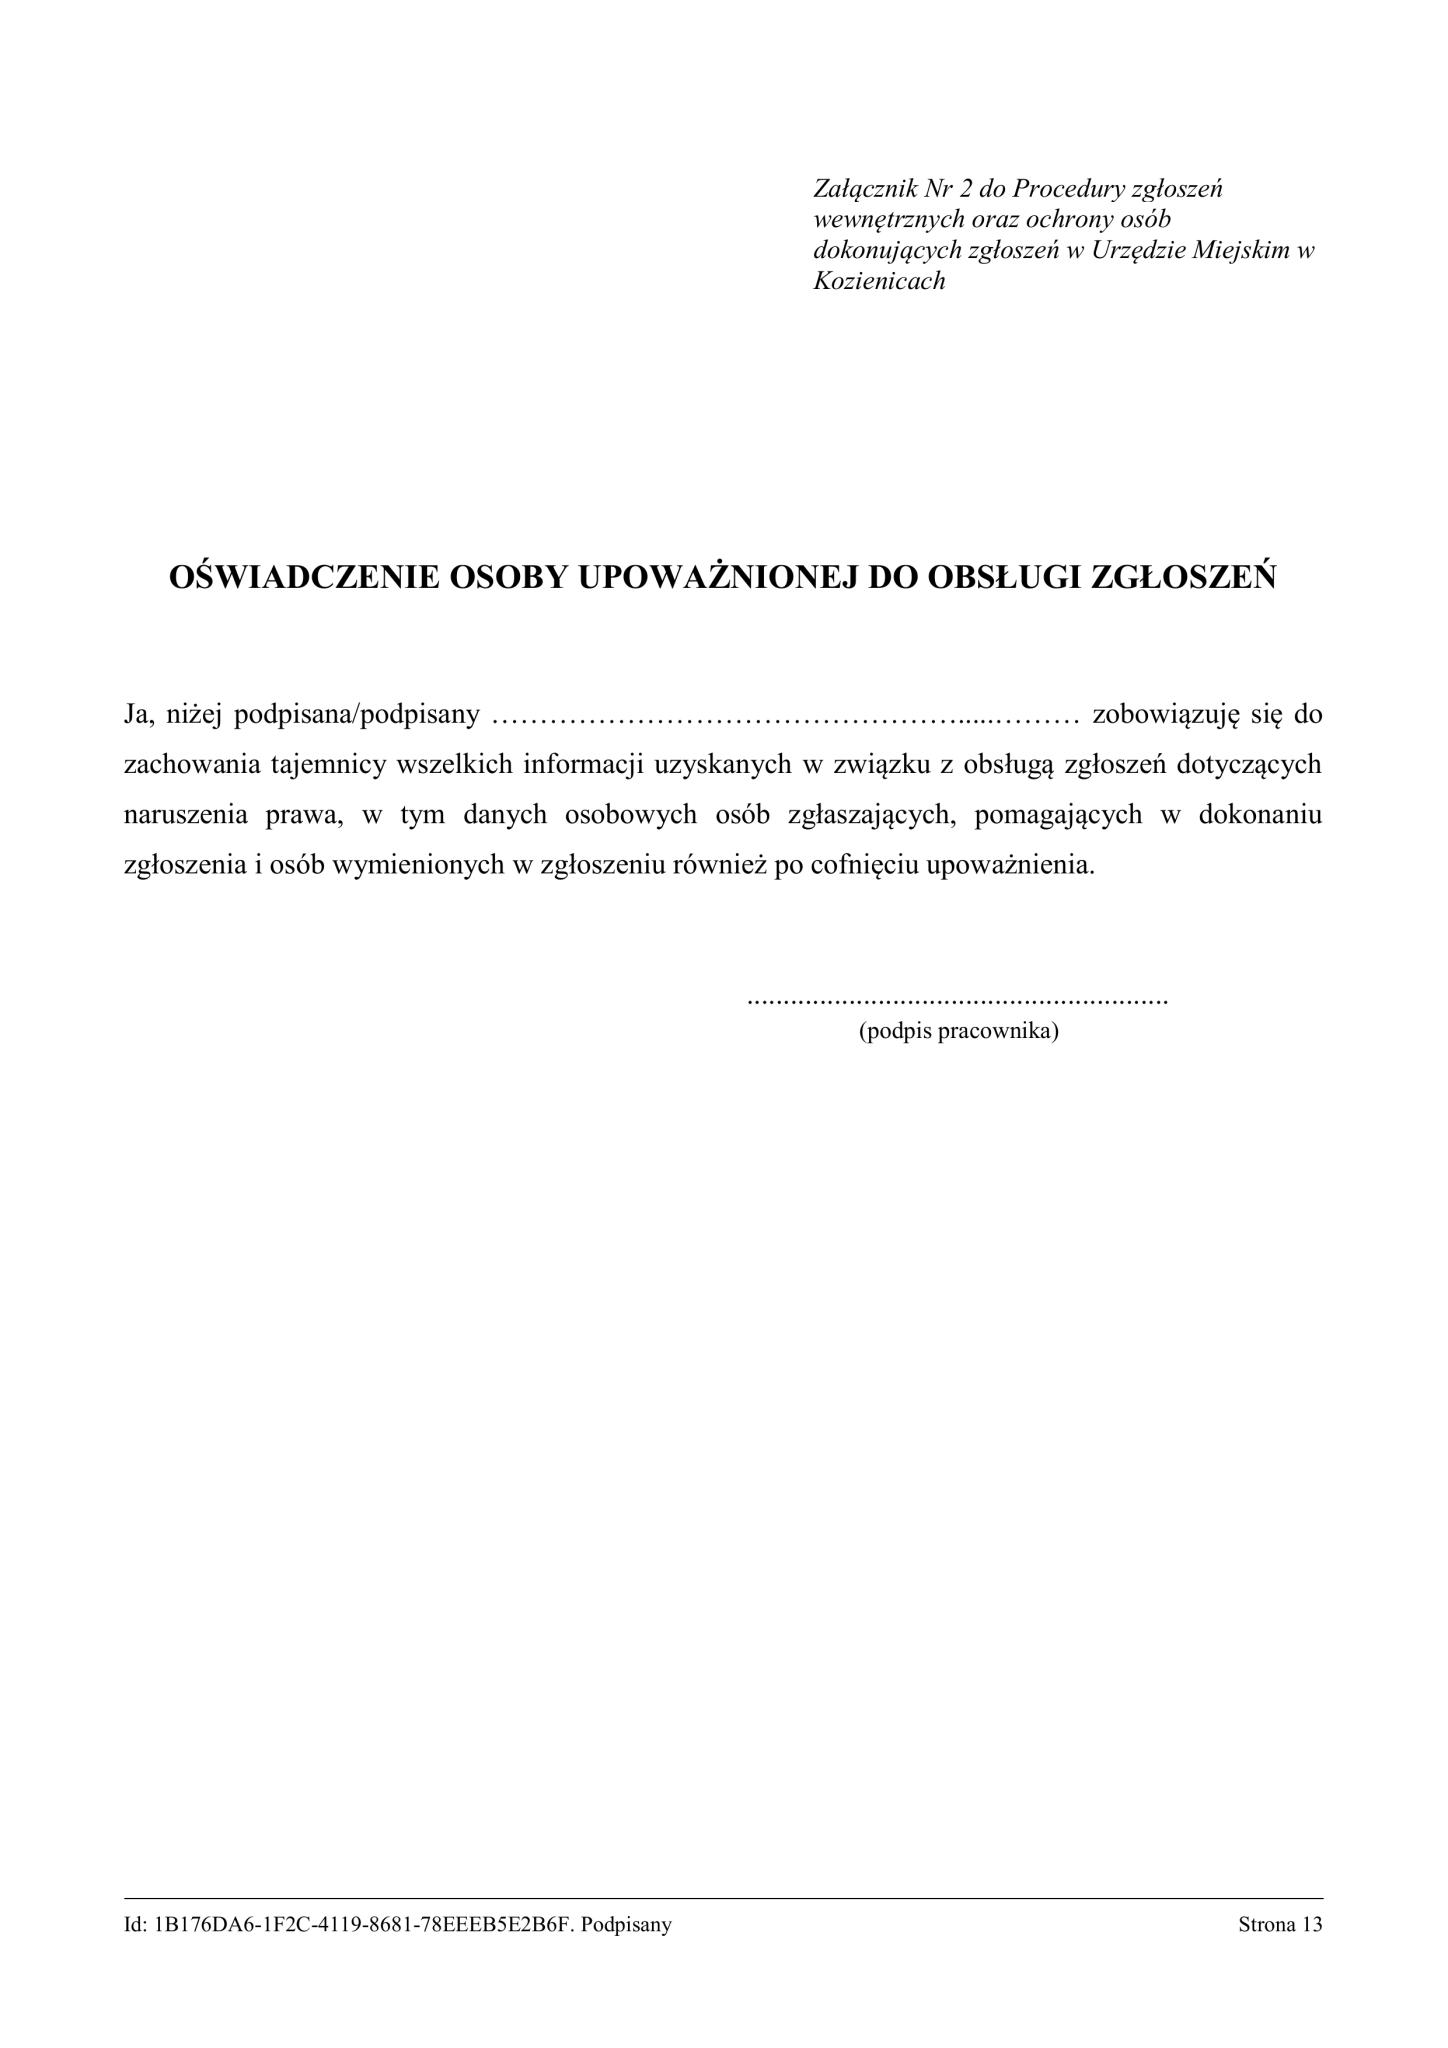 Załącznik Nr 2 do Procedury zgłoszeń
wewnętrznych oraz ochrony osób
dokonujących zgłoszeń w Urzędzie Miejskim w
Kozienicach
OŚWIADCZENIE OSOBY UPOWAŻNIONEJ DO OBSŁUGI ZGŁOSZEŃ
Ja, niżej podpisana/podpisany ………………………………………….....……… zobowiązuję się do
zachowania tajemnicy wszelkich informacji uzyskanych w związku z obsługą zgłoszeń dotyczących
naruszenia prawa, w tym danych osobowych osób zgłaszających, pomagających w dokonaniu
zgłoszenia i osób wymienionych w zgłoszeniu również po cofnięciu upoważnienia.
..........................................................
(podpis pracownika)
Id: 1B176DA6-1F2C-4119-8681-78EEEB5E2B6F. Podpisany Strona 13